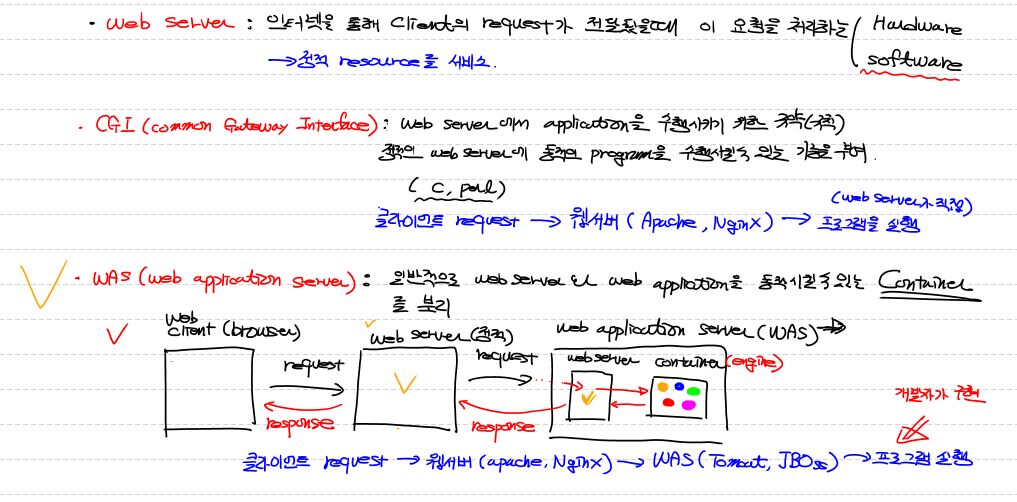 · Web Server : 인터넷을 통해 Client의 request가 전달됐을때 이 요청을 처리하는 ( Hardware
software
→ 정적 resource를 서비스.
· CGI (Common Gateway Interface) : Web server에서 application을 수행시키기 위한 규약(규칙)
정적인 web server에 동적인 program을 수행시킬수 있는 기능을 부여.
( C, perl )
(web server가 직접)
클라이언트 request → 웹서버 ( Apache, NginX ) → 프로그램을 실행
V · WAS (web application server) : 일반적으로 web server 와 web application을 동작시킬수 있는 Container
를 분리
V web client (browser) V web server (정적) web application server (WAS) →
request request web server container (engine)
V V
response response
개발자가 구현
클라이언트 request → 웹서버 (apache, NginX) → WAS (Tomcat, JBOSS) → 프로그램 실행